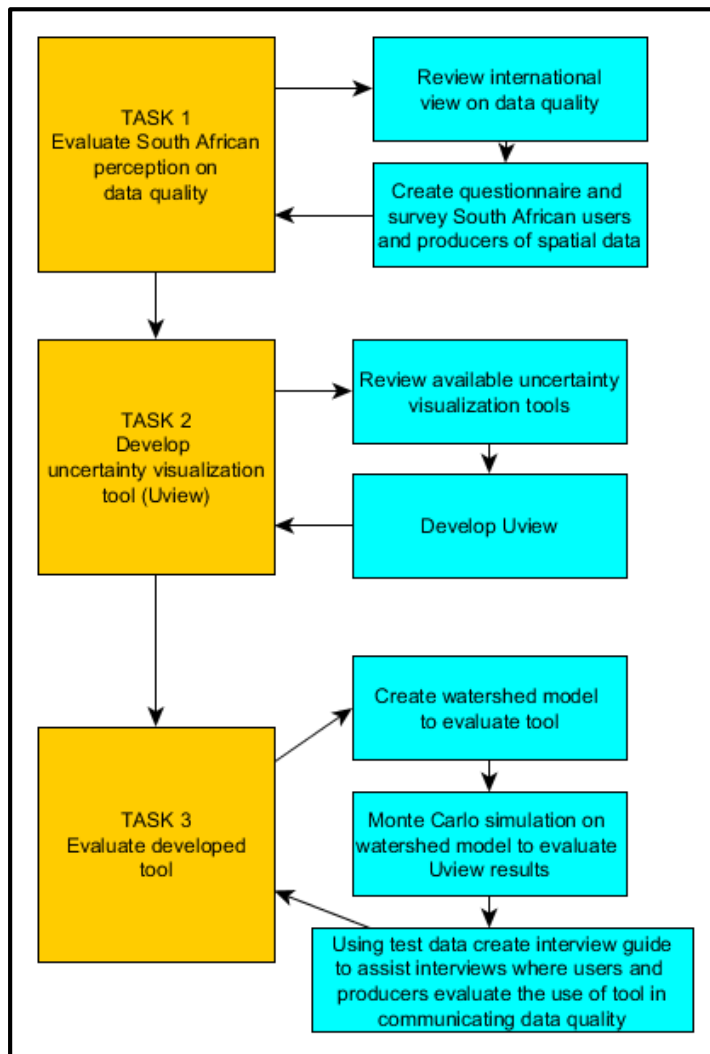 TASK 1
Evaluate South African
perception on
data quality
Review international
view on data quality
Create questionnaire and
survey South African users
and producers of spatial data
TASK 2
Develop
uncertainty visualization
tool (Uview)
Review available uncertainty
visualization tools
Develop Uview
TASK 3
Evaluate developed
tool
Create watershed model
to evaluate tool
Monte Carlo simulation on
watershed model to evaluate
Uview results
Using test data create interview guide
to assist interviews where users and
producers evaluate the use of tool in
communicating data quality